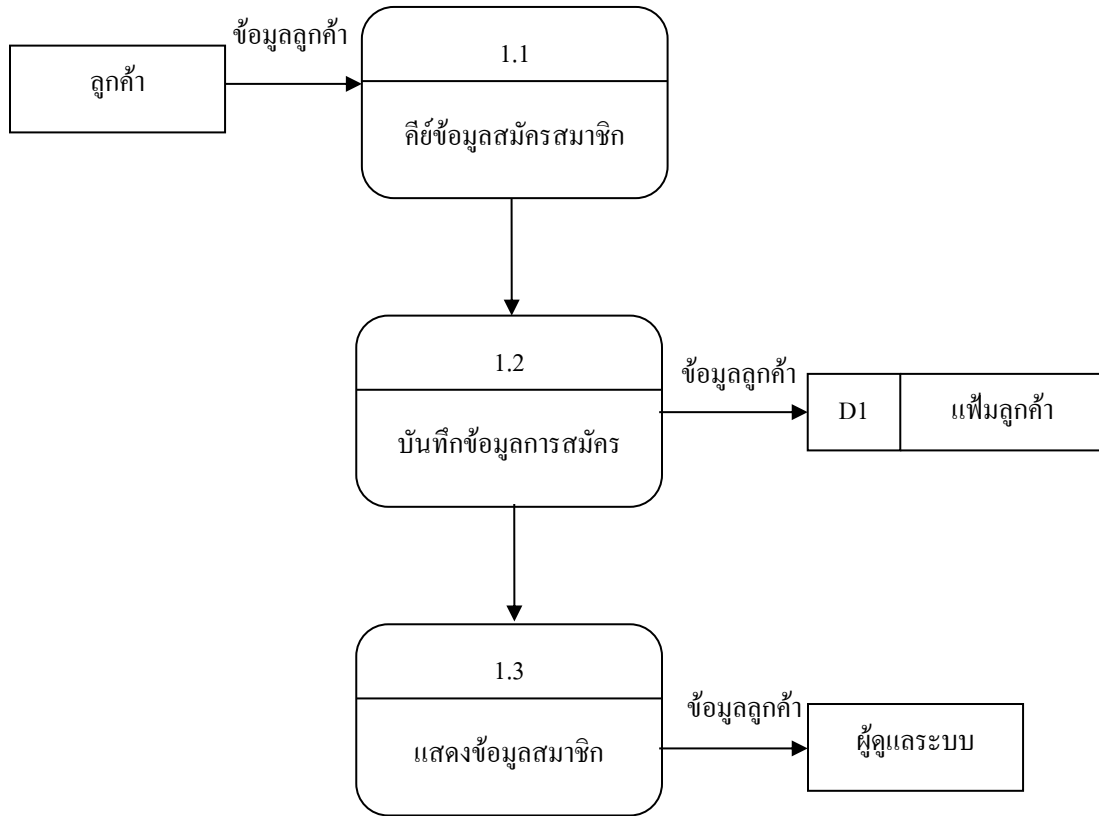 ข้อมูลลูกค้า
ลูกค้า
1.1
คีย์ข้อมูลสมัครสมาชิก
1.2
บันทึกข้อมูลการสมัคร
ข้อมูลลูกค้า
D1
แฟ้มลูกค้า
1.3
แสดงข้อมูลสมาชิก
ข้อมูลลูกค้า
ผู้ดูแลระบบ